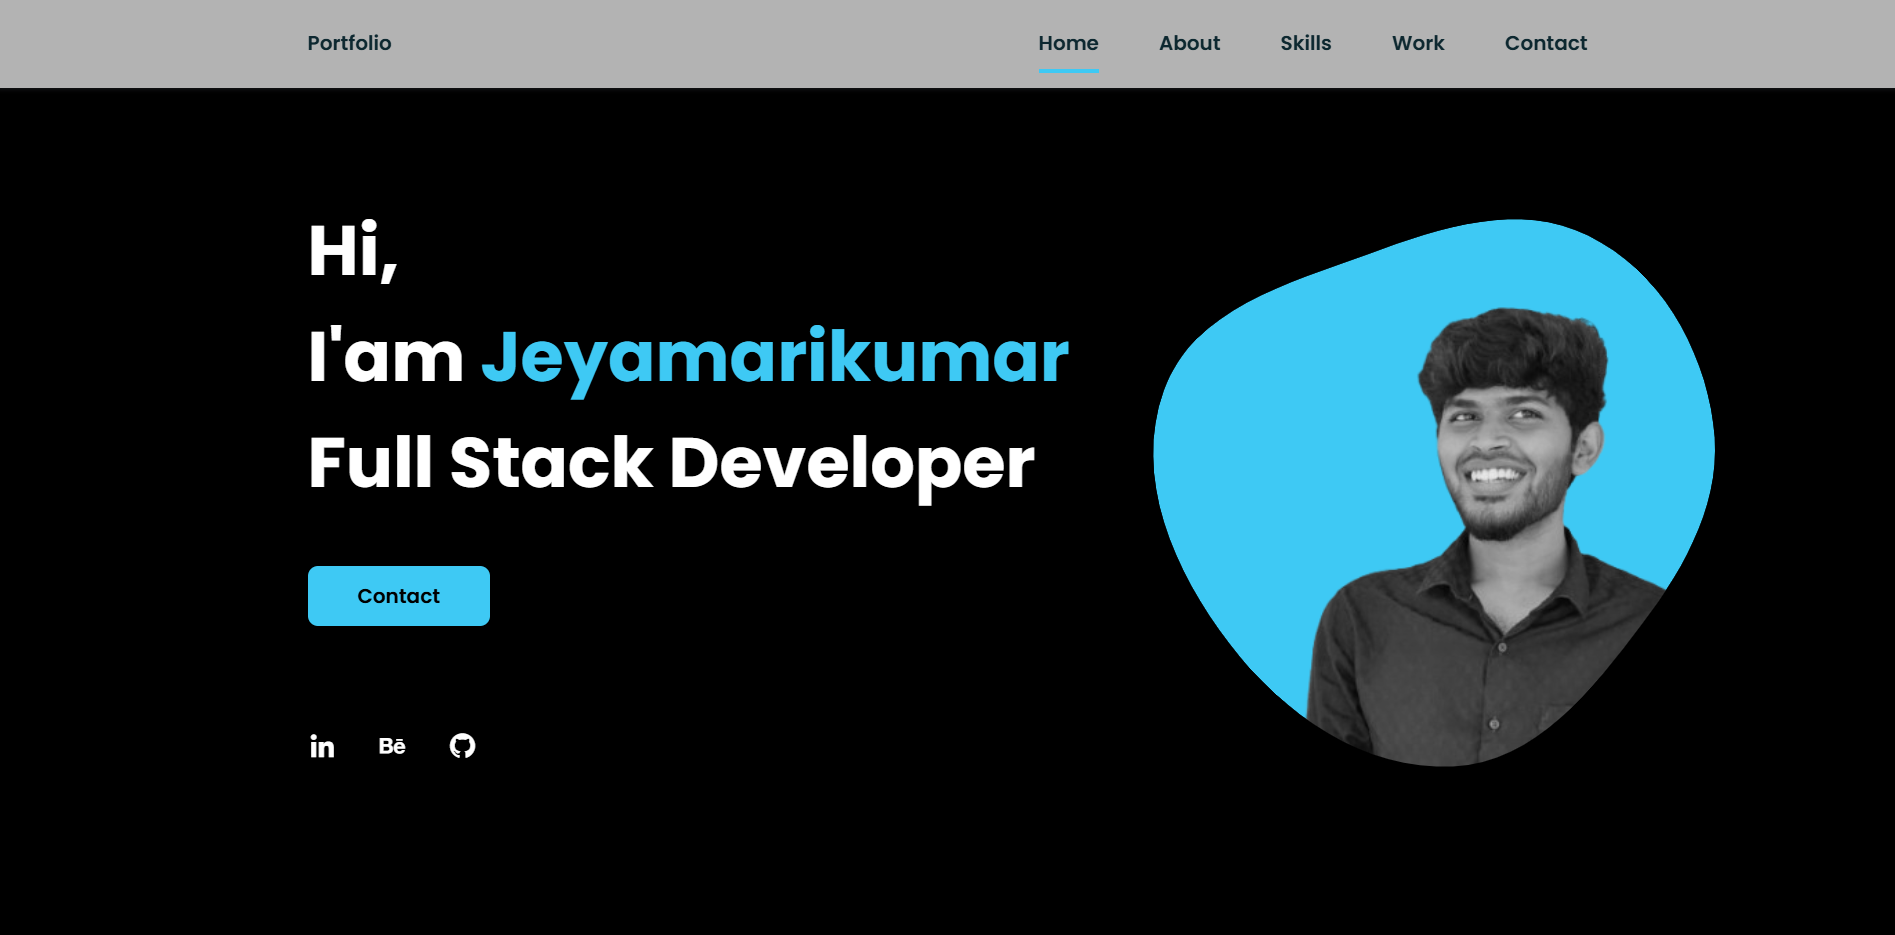 Portfolio
Home About Skills Work Contact
Hi,
I'am Jeyamarikumar
Full Stack Developer
Contact
in Bē